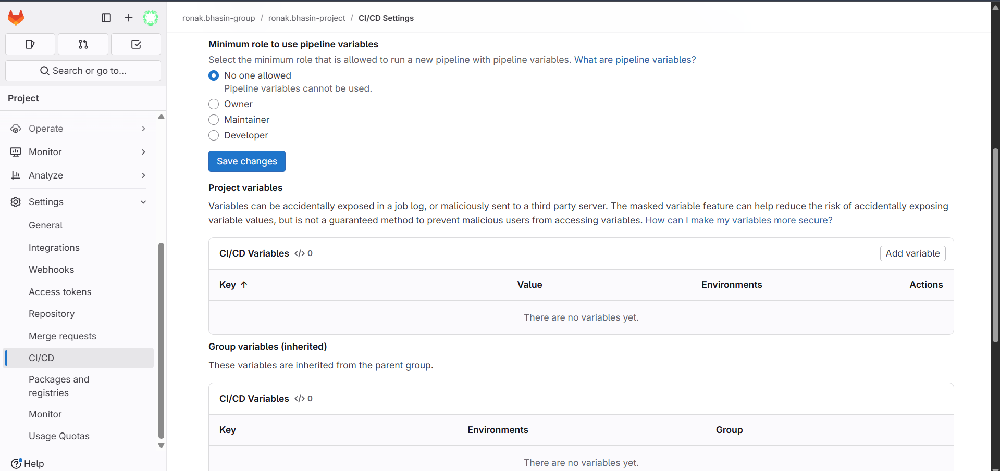 ronak.bhasin-group / ronak.bhasin-project / CI/CD Settings
Search or go to...
Project
Operate
Monitor
Analyze
Settings
General
Integrations
Webhooks
Access tokens
Repository
Merge requests
CI/CD
Packages and
registries
Monitor
Usage Quotas
Help
Minimum role to use pipeline variables
Select the minimum role that is allowed to run a new pipeline with pipeline variables. What are pipeline variables?
No one allowed
Pipeline variables cannot be used.
Owner
Maintainer
Developer
Save changes
Project variables
Variables can be accidentally exposed in a job log, or maliciously sent to a third party server. The masked variable feature can help reduce the risk of accidentally exposing
variable values, but is not a guaranteed method to prevent malicious users from accessing variables. How can I make my variables more secure?
CI/CD Variables </> 0 Add variable
Key ↑ Value Environments Actions
There are no variables yet.
Group variables (inherited)
These variables are inherited from the parent group.
CI/CD Variables </> 0
Key Environments Group
There are no variables yet.